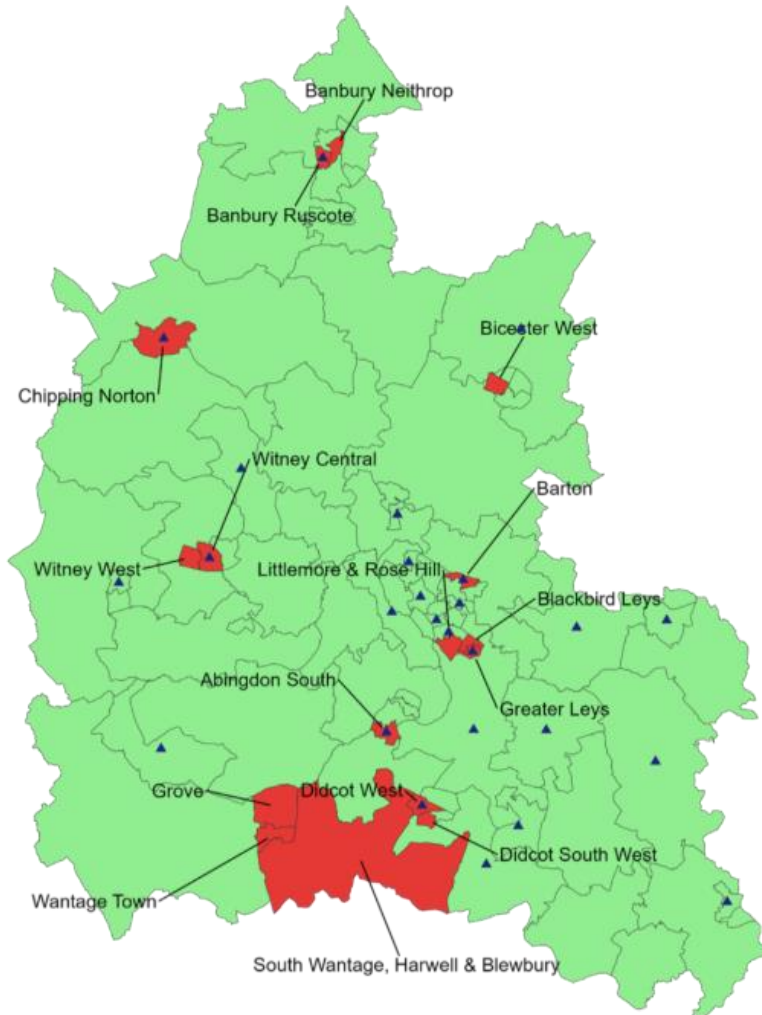 Banbury Neithrop
Banbury Ruscote
Bicester West
Chipping Norton
Witney Central
Barton
Witney West
Littlemore & Rose Hill
Blackbird Leys
Abingdon South
Greater Leys
Grove
Didcot West
Didcot South West
Wantage Town
South Wantage, Harwell & Blewbury